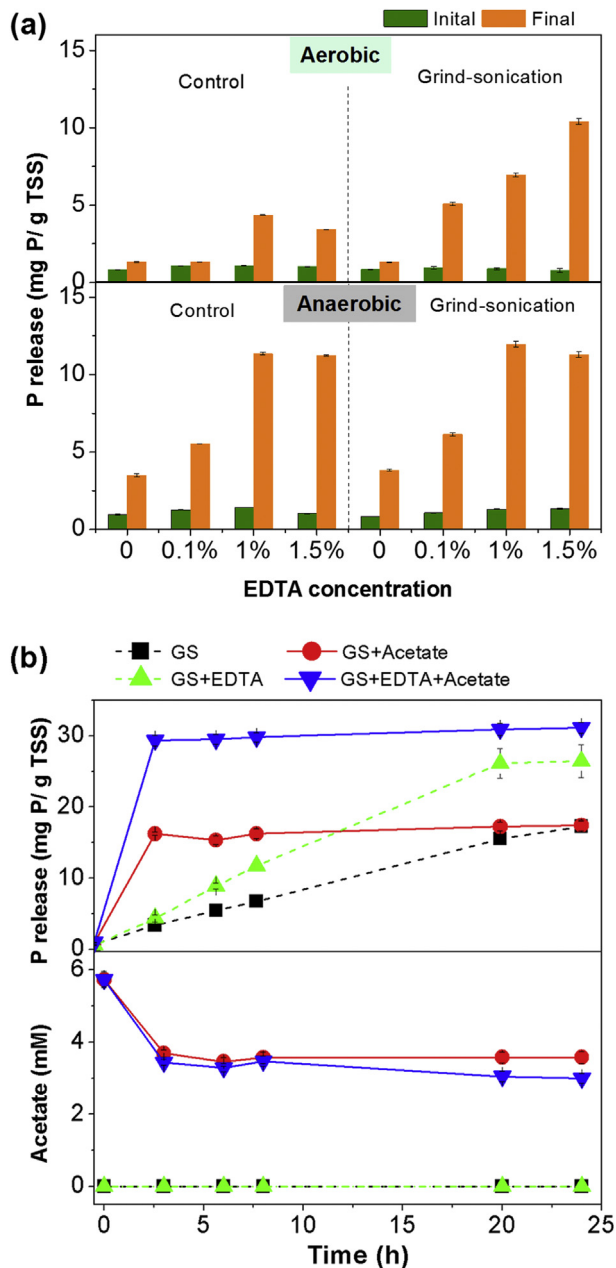 (a)
Inital Final
Aerobic
Control Grind-sonication
15
10
5
0
P release (mg P/ g TSS)
Anaerobic
Control Grind-sonication
15
10
5
0
0 0.1% 1% 1.5% 0 0.1% 1% 1.5%
EDTA concentration
(b)
GS GS+Acetate
GS+EDTA GS+EDTA+Acetate
30
20
10
0
P release (mg P/ g TSS)
6
4
2
0
Acetate (mM)
0 5 10 15 20 25
Time (h)